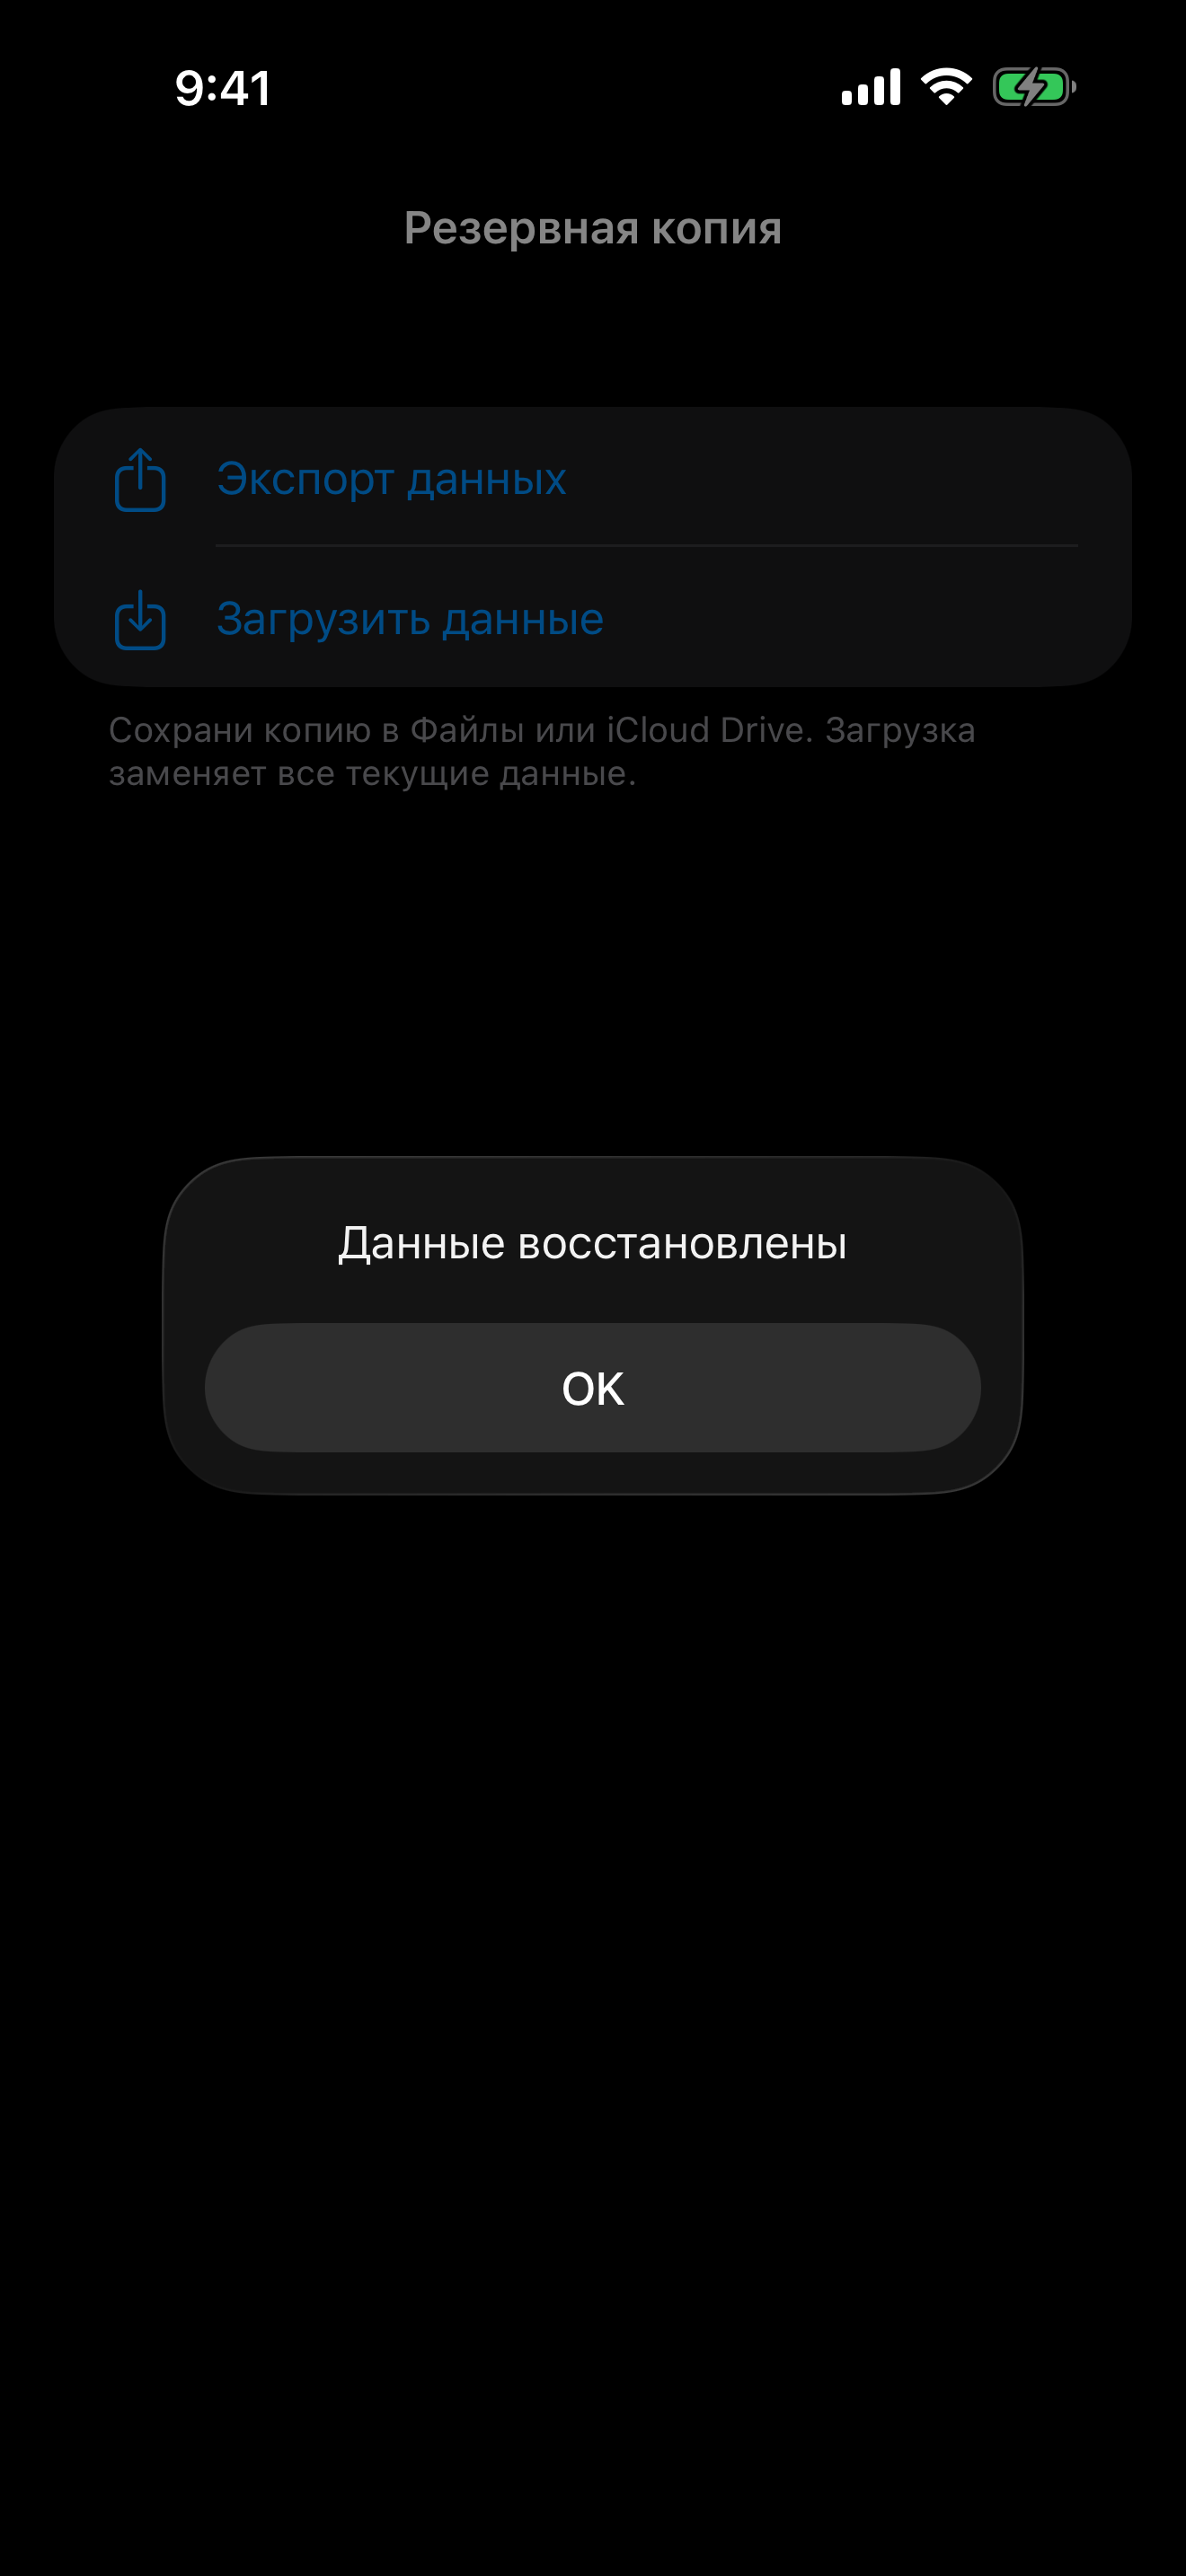 9:41
Резервная копия
Экспорт данных
Загрузить данные
Сохрани копию в Файлы или iCloud Drive. Загрузка
заменяет все текущие данные.
Данные восстановлены
OK